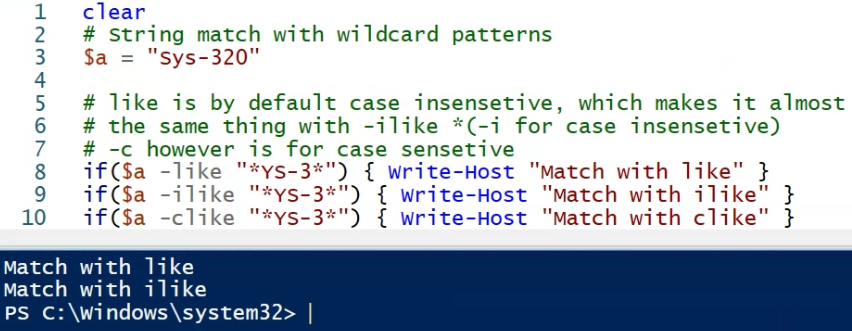 1 clear
2 # String match with wildcard patterns
3 $a = "Sys-320"
4
5 # like is by default case insensetive, which makes it almost
6 # the same thing with -ilike *(-i for case insensetive)
7 # -c however is for case sensetive
8 if($a -like "*YS-3*") { Write-Host "Match with like" }
9 if($a -ilike "*YS-3*") { Write-Host "Match with ilike" }
10 if($a -clike "*YS-3*") { Write-Host "Match with clike" }
Match with like
Match with ilike
PS C:\Windows\system32>